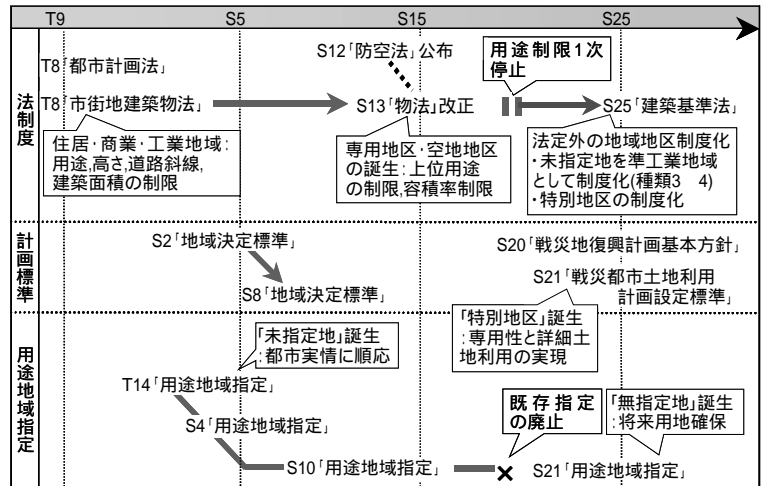 T9 S5 S15 S25
法制度
T8「都市計画法」
T8「市街地建築物法」
住居・商業・工業地域：
用途,高さ,道路斜線,
建築面積の制限
S12「防空法」公布
S13「物法」改正
専用地区・空地地区
の誕生：上位用途
の制限,容積率制限
用途制限1次
停止
S25「建築基準法」
法定外の地域地区制度化
・未指定地を準工業地域
として制度化(種類3　4)
・特別地区の制度化
計画標準
S2「地域決定標準」
S8「地域決定標準」
S20「戦災地復興計画基本方針」
S21「戦災都市土地利用
計画設定標準」
「特別地区」誕生
：専用性と詳細土
地利用の実現
用途地域指定
「未指定地」誕生
：都市実情に順応
T14「用途地域指定」
S4「用途地域指定」
S10「用途地域指定」
既存指定
の廃止
「無指定地」誕生
：将来用地確保
S21「用途地域指定」